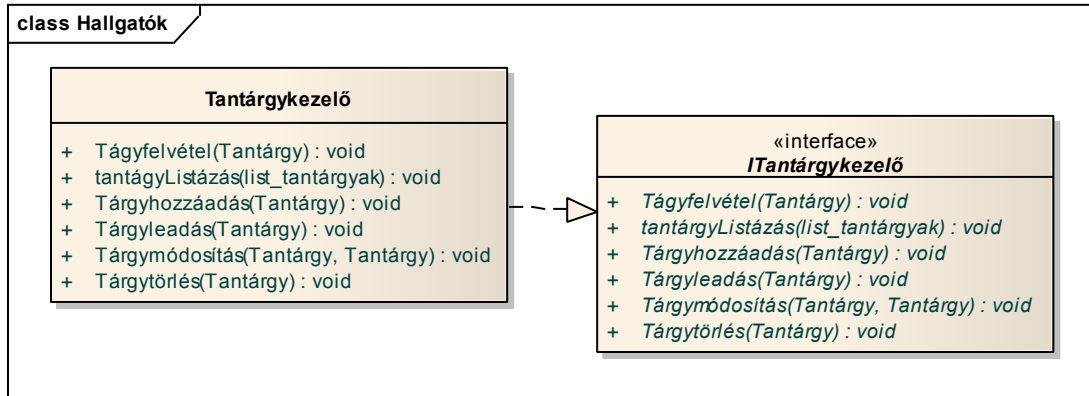 class Hallgatók
Tantárgykezelő
+ Tágyfelvétel(Tantárgy) : void
+ tantágyListázás(list_tantárgyak) : void
+ Tárgyhozzáadás(Tantárgy) : void
+ Tárgyleadás(Tantárgy) : void
+ Tárgymódosítás(Tantárgy, Tantárgy) : void
+ Tárgytörlés(Tantárgy) : void
«interface»
ITantárgykezelő
+ Tágyfelvétel(Tantárgy) : void
+ tantárgyListázás(list_tantárgyak) : void
+ Tárgyhozzáadás(Tantárgy) : void
+ Tárgyleadás(Tantárgy) : void
+ Tárgymódosítás(Tantárgy, Tantárgy) : void
+ Tárgytörlés(Tantárgy) : void